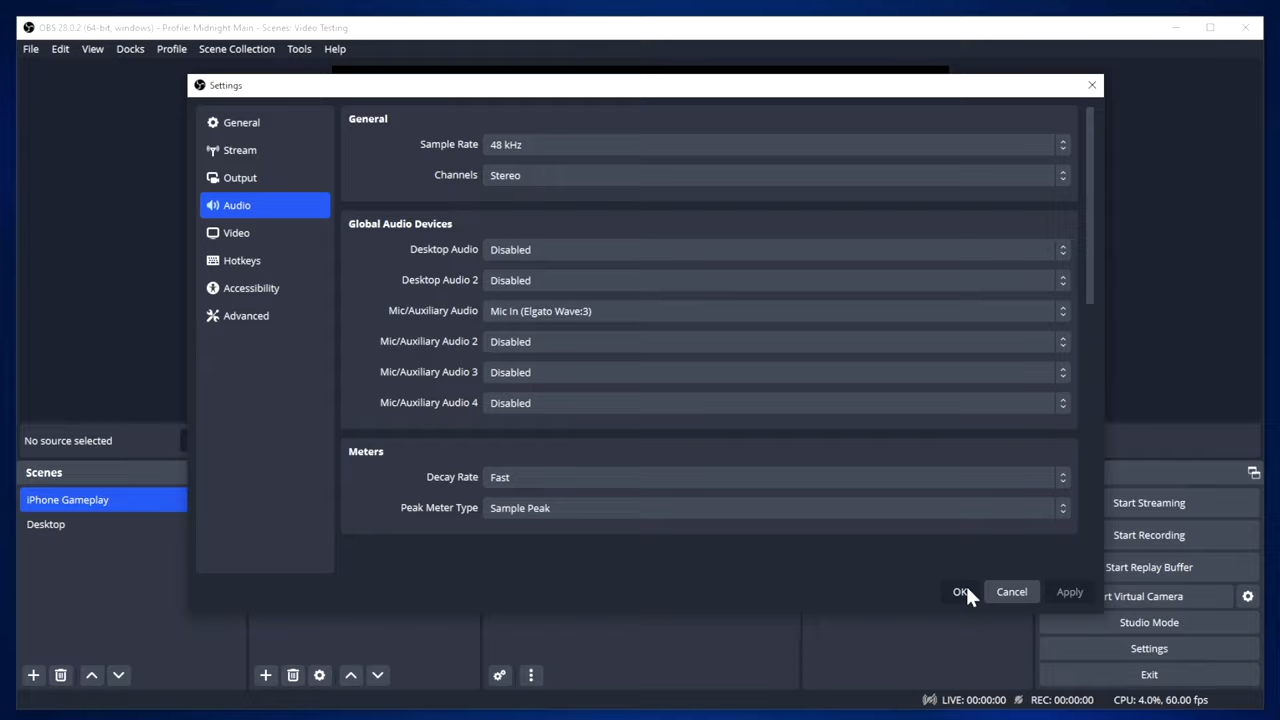 OBS 28.0.2 (64-bit, windows) - Profile: Midnight Main - Scenes: Video Testing
File Edit View Docks Profile Scene Collection Tools Help
Settings
General
Stream
Output
Audio
Video
Hotkeys
Accessibility
Advanced
General
Sample Rate 48 kHz
Channels Stereo
Global Audio Devices
Desktop Audio Disabled
Desktop Audio 2 Disabled
Mic/Auxiliary Audio Mic In (Elgato Wave:3)
Mic/Auxiliary Audio 2 Disabled
Mic/Auxiliary Audio 3 Disabled
Mic/Auxiliary Audio 4 Disabled
Meters
Decay Rate Fast
Peak Meter Type Sample Peak
OK Cancel Apply
No source selected
Scenes
iPhone Gameplay
Desktop
Start Streaming
Start Recording
Start Replay Buffer
rt Virtual Camera
Studio Mode
Settings
Exit
LIVE: 00:00:00 REC: 00:00:00 CPU: 4.0%, 60.00 fps